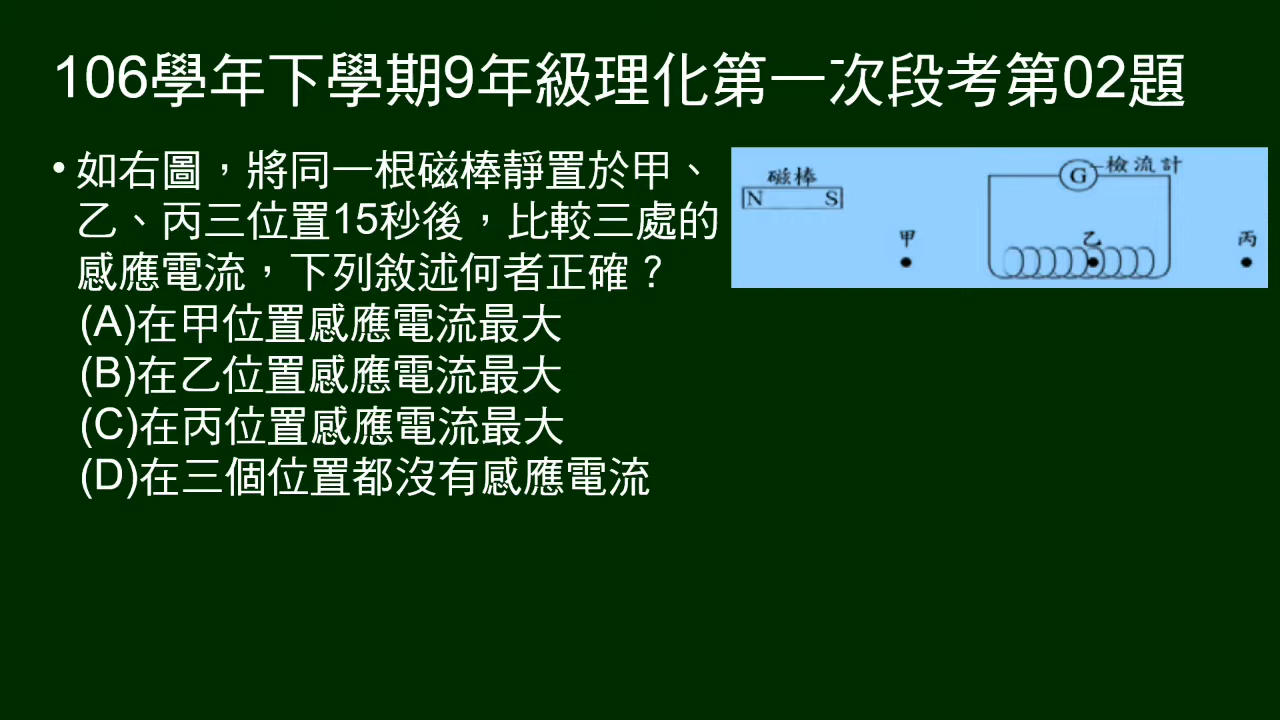 106學年下學期9年級理化第一次段考第02題
• 如右圖，將同一根磁棒靜置於甲、
乙、丙三位置15秒後，比較三處的
感應電流，下列敘述何者正確？
(A)在甲位置感應電流最大
(B)在乙位置感應電流最大
(C)在丙位置感應電流最大
(D)在三個位置都沒有感應電流
磁棒
N S
G 檢流計
甲
乙
丙